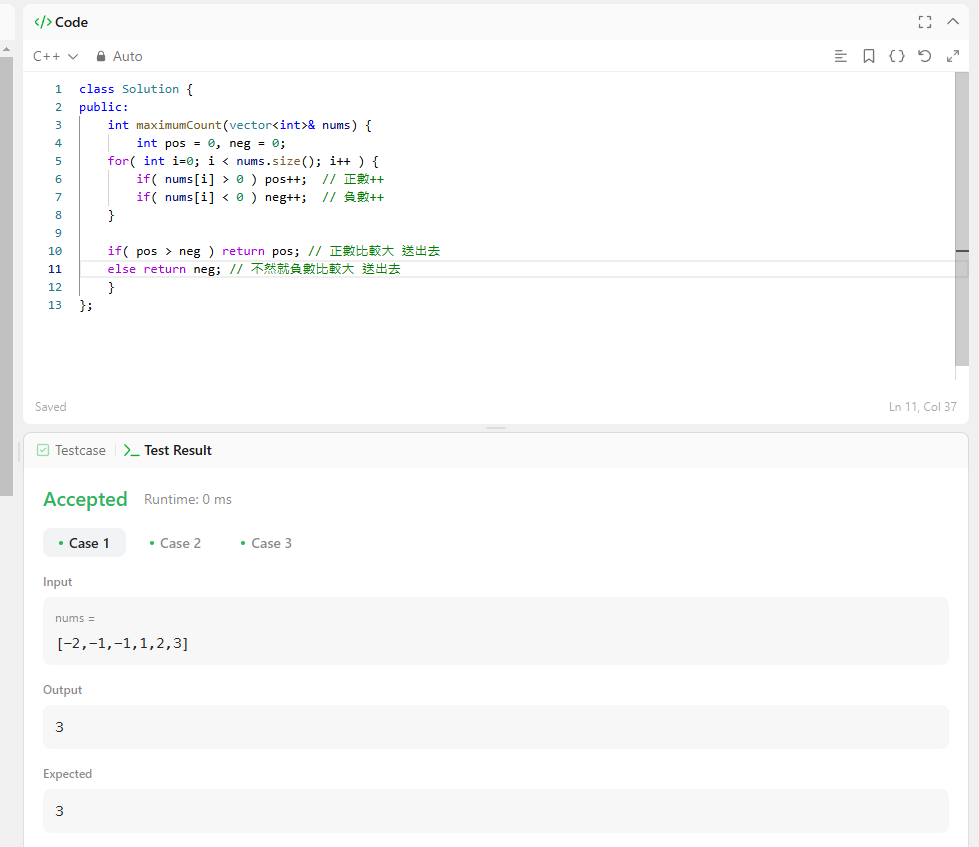 </> Code
C++ Auto
1 class Solution {
2 public:
3 int maximumCount(vector<int>& nums) {
4 int pos = 0, neg = 0;
5 for( int i=0; i < nums.size(); i++ ) {
6 if( nums[i] > 0 ) pos++; // 正數++
7 if( nums[i] < 0 ) neg++; // 負數++
8 }
9
10 if( pos > neg ) return pos; // 正數比較大 送出去
11 else return neg; // 不然就負數比較大 送出去
12 }
13 };
Saved Ln 11, Col 37
Testcase >_ Test Result
Accepted Runtime: 0 ms
• Case 1 • Case 2 • Case 3
Input
nums =
[-2,-1,-1,1,2,3]
Output
3
Expected
3